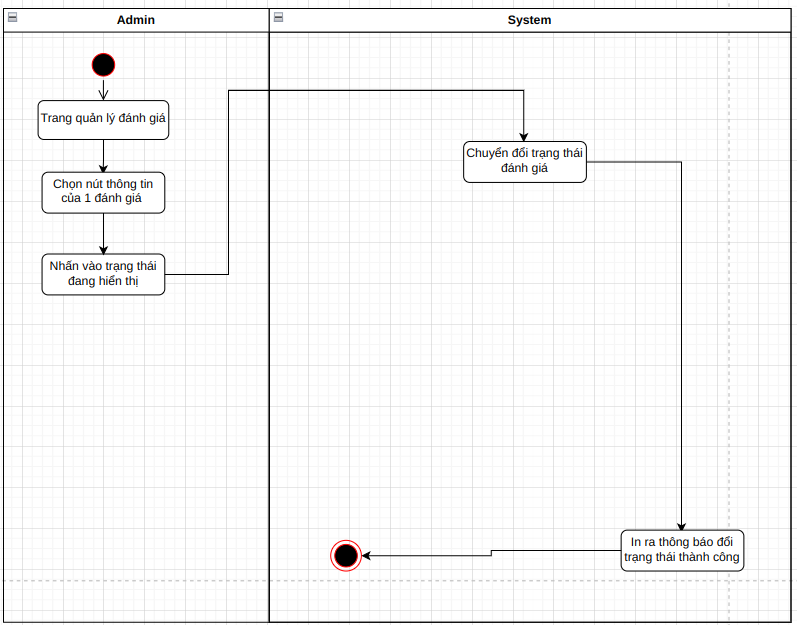 Admin
System
Trang quản lý đánh giá
Chọn nút thông tin
của 1 đánh giá
Nhấn vào trạng thái
đang hiển thị
Chuyển đổi trạng thái
đánh giá
In ra thông báo đổi
trạng thái thành công